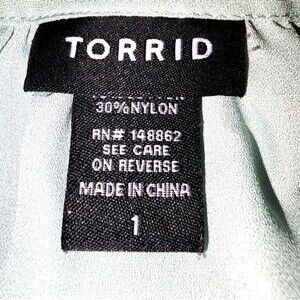 TORRID
30% NYLON
RN# 148862
SEE CARE
ON REVERSE
MADE IN CHINA
1